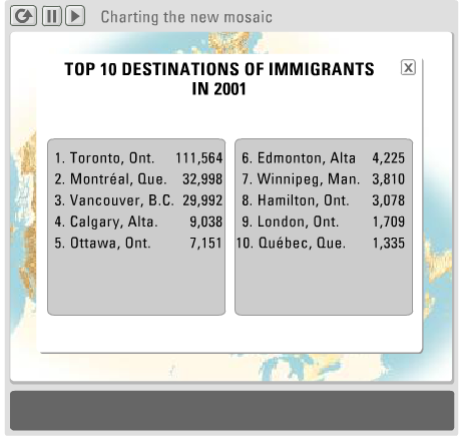 Charting the new mosaic
TOP 10 DESTINATIONS OF IMMIGRANTS
IN 2001
x
1. Toronto, Ont. 111,564
2. Montréal, Que. 32,998
3. Vancouver, B.C. 29,992
4. Calgary, Alta. 9,038
5. Ottawa, Ont. 7,151
6. Edmonton, Alta 4,225
7. Winnipeg, Man. 3,810
8. Hamilton, Ont. 3,078
9. London, Ont. 1,709
10. Québec, Que. 1,335